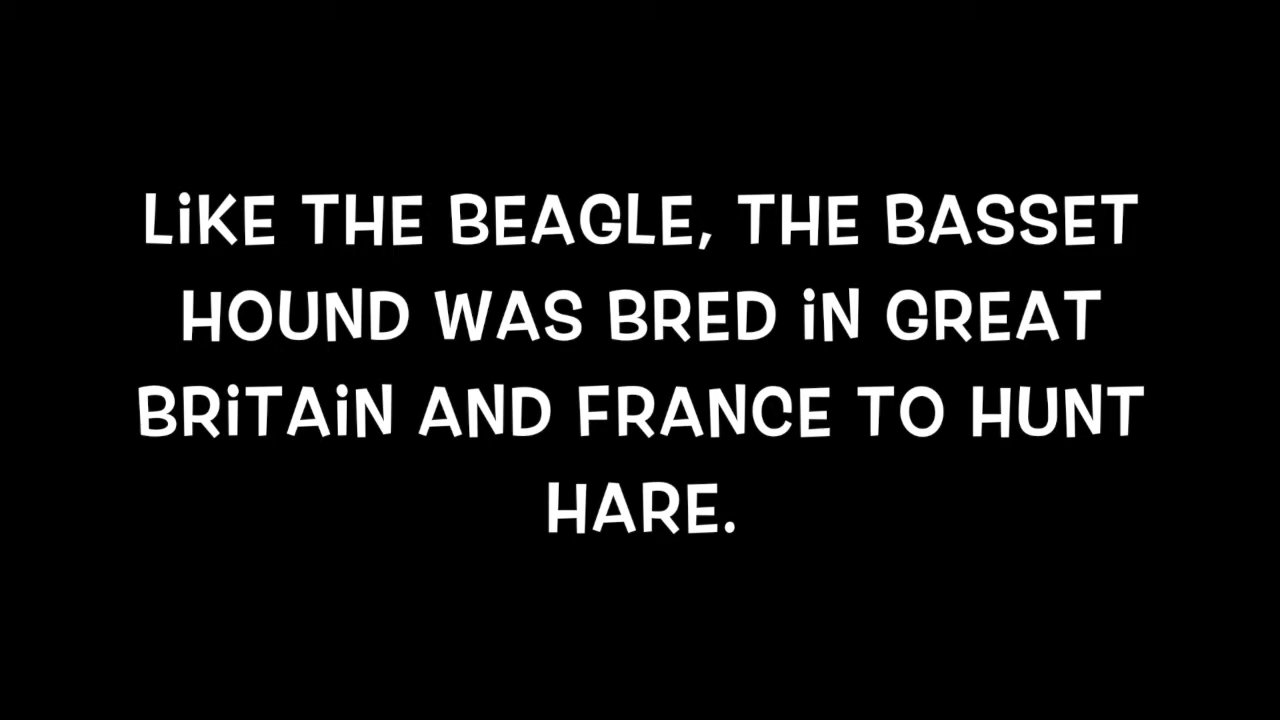 LiKE THE BEAGLE, THE BASSET
HOUND WAS BRED iN GREAT
BRiTAiN AND FRANCE TO HUNT
HARE.